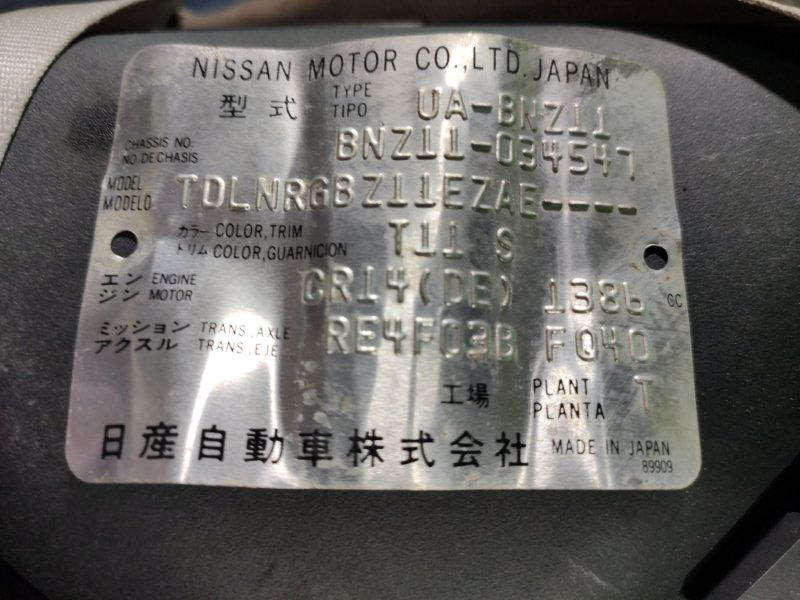 NISSAN MOTOR CO.,LTD. JAPAN
型式 TYPE TIPO UA-BNZ11
CHASSIS NO. NO. DE CHASIS BNZ11-034547
MODEL MODELO TDLNRGBZ11EZAE----
カラー COLOR,TRIM トリム COLOR,GUARNICION T11 S
エンジン ENGINE MOTOR CR14(DE) 1386 CC
ミッション TRANS.,AXLE アクスル TRANS.,EJE RE4F03B F040
工場 PLANT PLANTA T
日産自動車株式会社 MADE IN JAPAN
89909